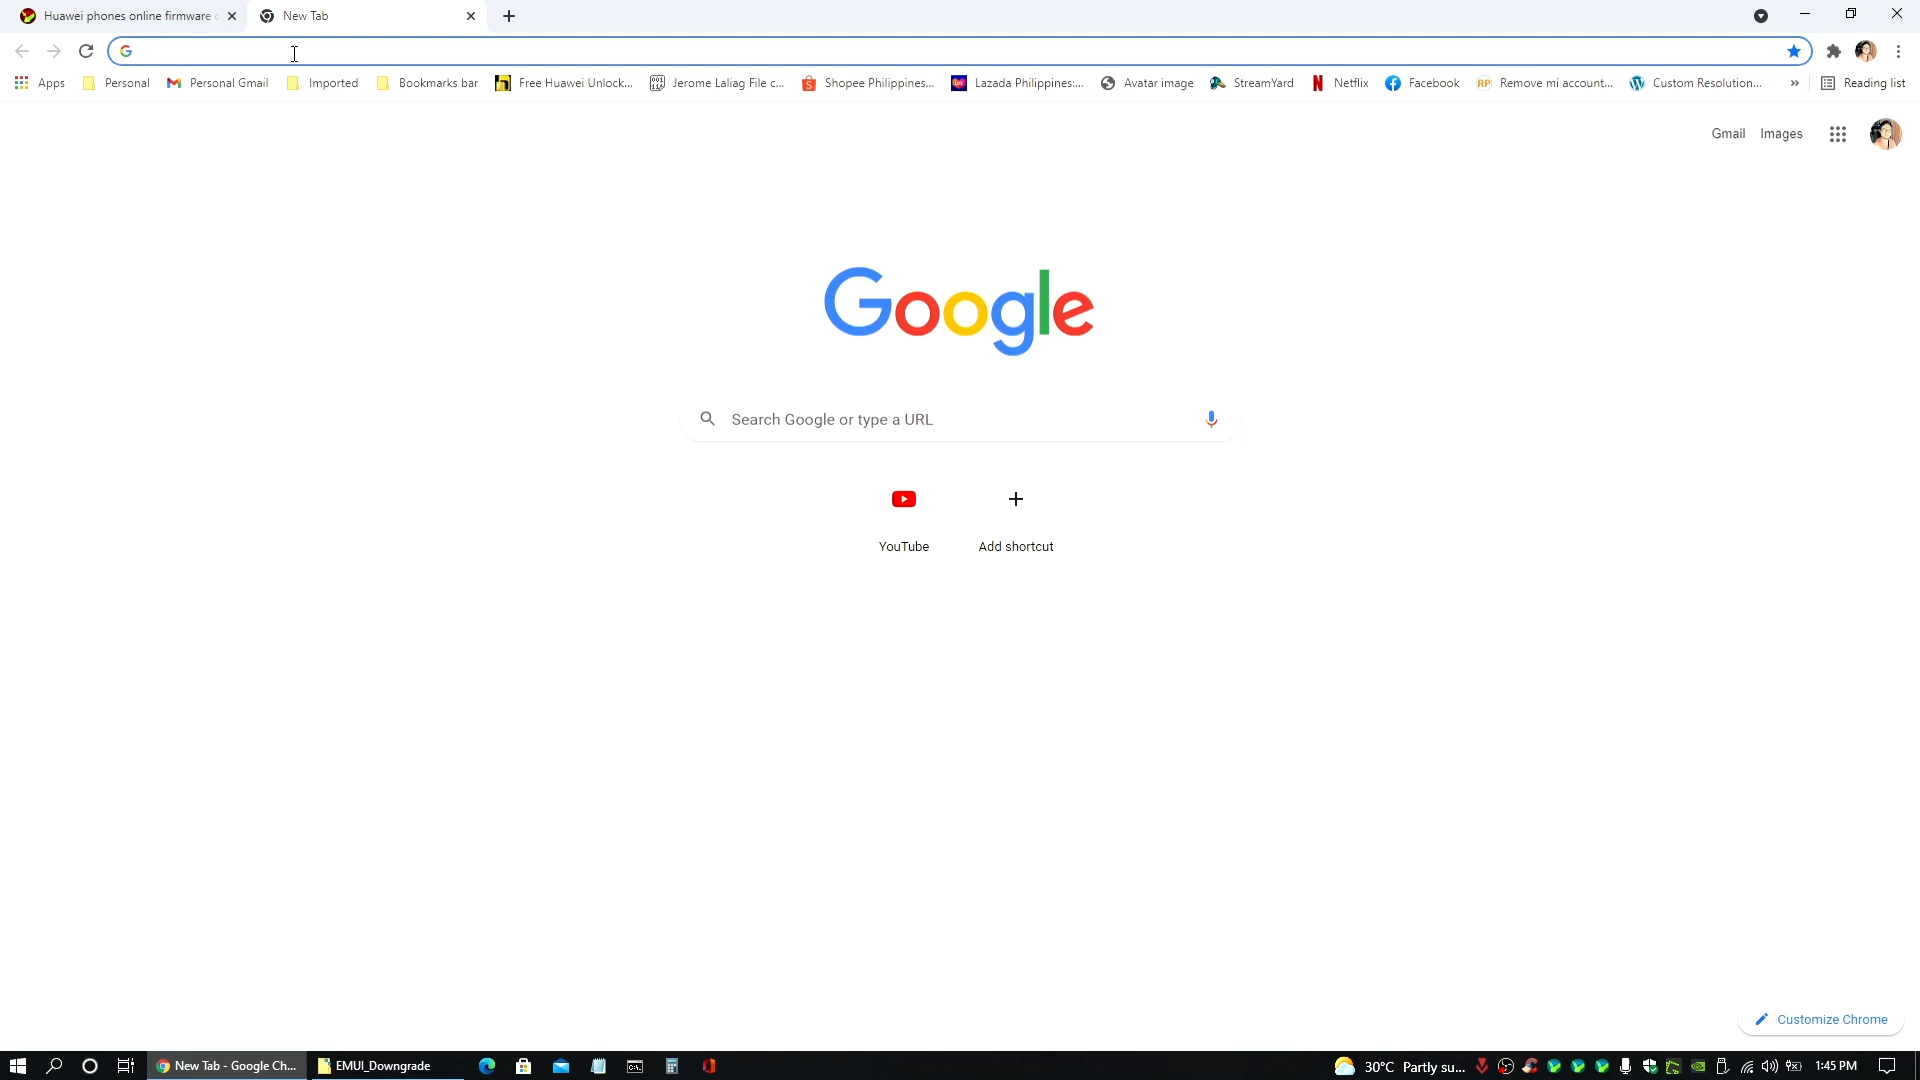 Huawei phones online firmware
New Tab
Apps
Personal
Personal Gmail
Imported
Bookmarks bar
Free Huawei Unlock...
Jerome Laliag File c...
Shopee Philippines...
Lazada Philippines:...
Avatar image
StreamYard
Netflix
Facebook
Remove mi account...
Custom Resolution...
»
Reading list
Gmail
Images
Google
Search Google or type a URL
YouTube
Add shortcut
Customize Chrome
New Tab - Google Ch...
EMUI_Downgrade
30°C Partly su...
1:45 PM